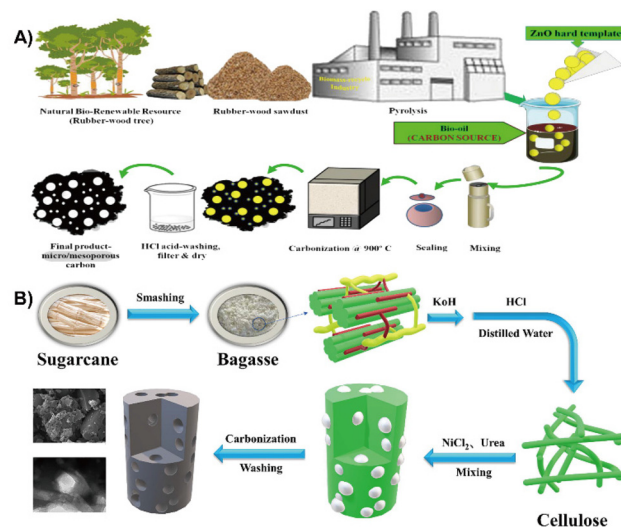 A)
ZnO hard template
Natural Bio-Renewable Resource
(Rubber-wood tree)
Rubber-wood sawdust
Pyrolysis
Bio-oil
(CARBON SOURCE)
Final product-
micro/mesoporous
carbon
HCl acid-washing,
filter & dry
Carbonization @ 900° C
Sealing
Mixing
B)
Smashing
KoH
HCl
Distilled Water
Sugarcane
Bagasse
Carbonization
Washing
NiCl2、Urea
Mixing
Cellulose